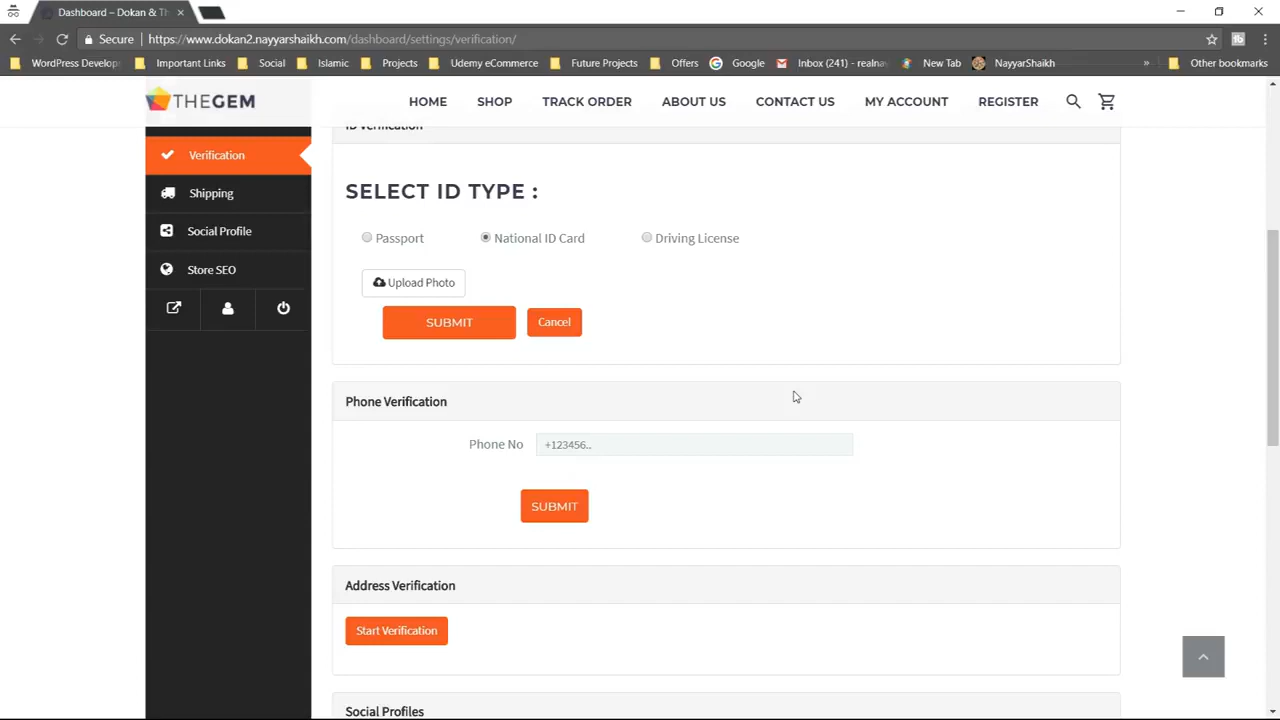 Dashboard – Dokan & Th
Secure
https://www.dokan2.nayyarshaikh.com/dashboard/settings/verification/
WordPress Develop
Important Links
Social
Islamic
Projects
Udemy eCommerce
Future Projects
Offers
Google
Inbox (241) - realna
New Tab
NayyarShaikh
»
Other bookmarks
THEGEM
HOME
SHOP
TRACK ORDER
ABOUT US
CONTACT US
MY ACCOUNT
REGISTER
Verification
Shipping
Social Profile
Store SEO
ID Verification
SELECT ID TYPE :
Passport
National ID Card
Driving License
Upload Photo
SUBMIT
Cancel
Phone Verification
Phone No
+123456..
SUBMIT
Address Verification
Start Verification
Social Profiles